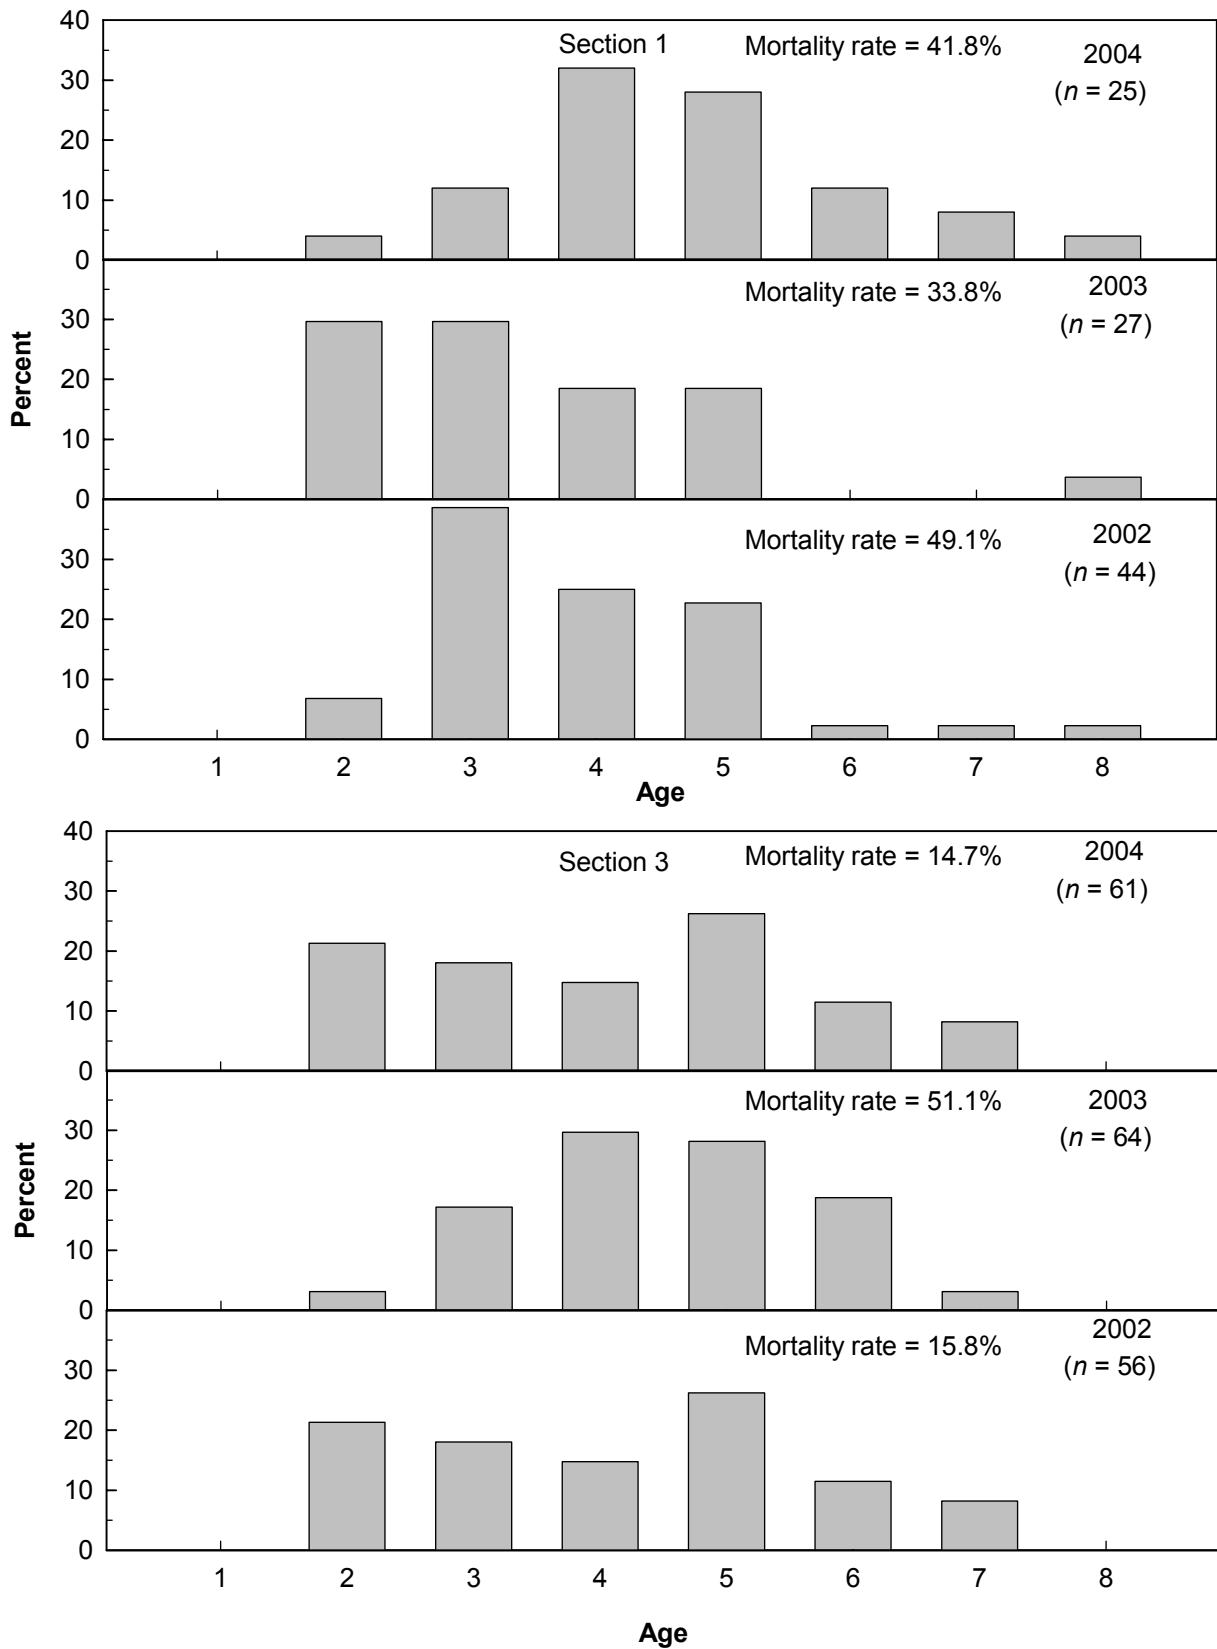 40
Section 1
Mortality rate = 41.8%
2004
(n = 25)
30
20
10
0
Mortality rate = 33.8%
2003
(n = 27)
30
20
10
0
Percent
Mortality rate = 49.1%
2002
(n = 44)
30
20
10
0
1 2 3 4 5 6 7 8
Age
40
Section 3
Mortality rate = 14.7%
2004
(n = 61)
30
20
10
0
Mortality rate = 51.1%
2003
(n = 64)
30
20
10
0
Percent
Mortality rate = 15.8%
2002
(n = 56)
30
20
10
0
1 2 3 4 5 6 7 8
Age